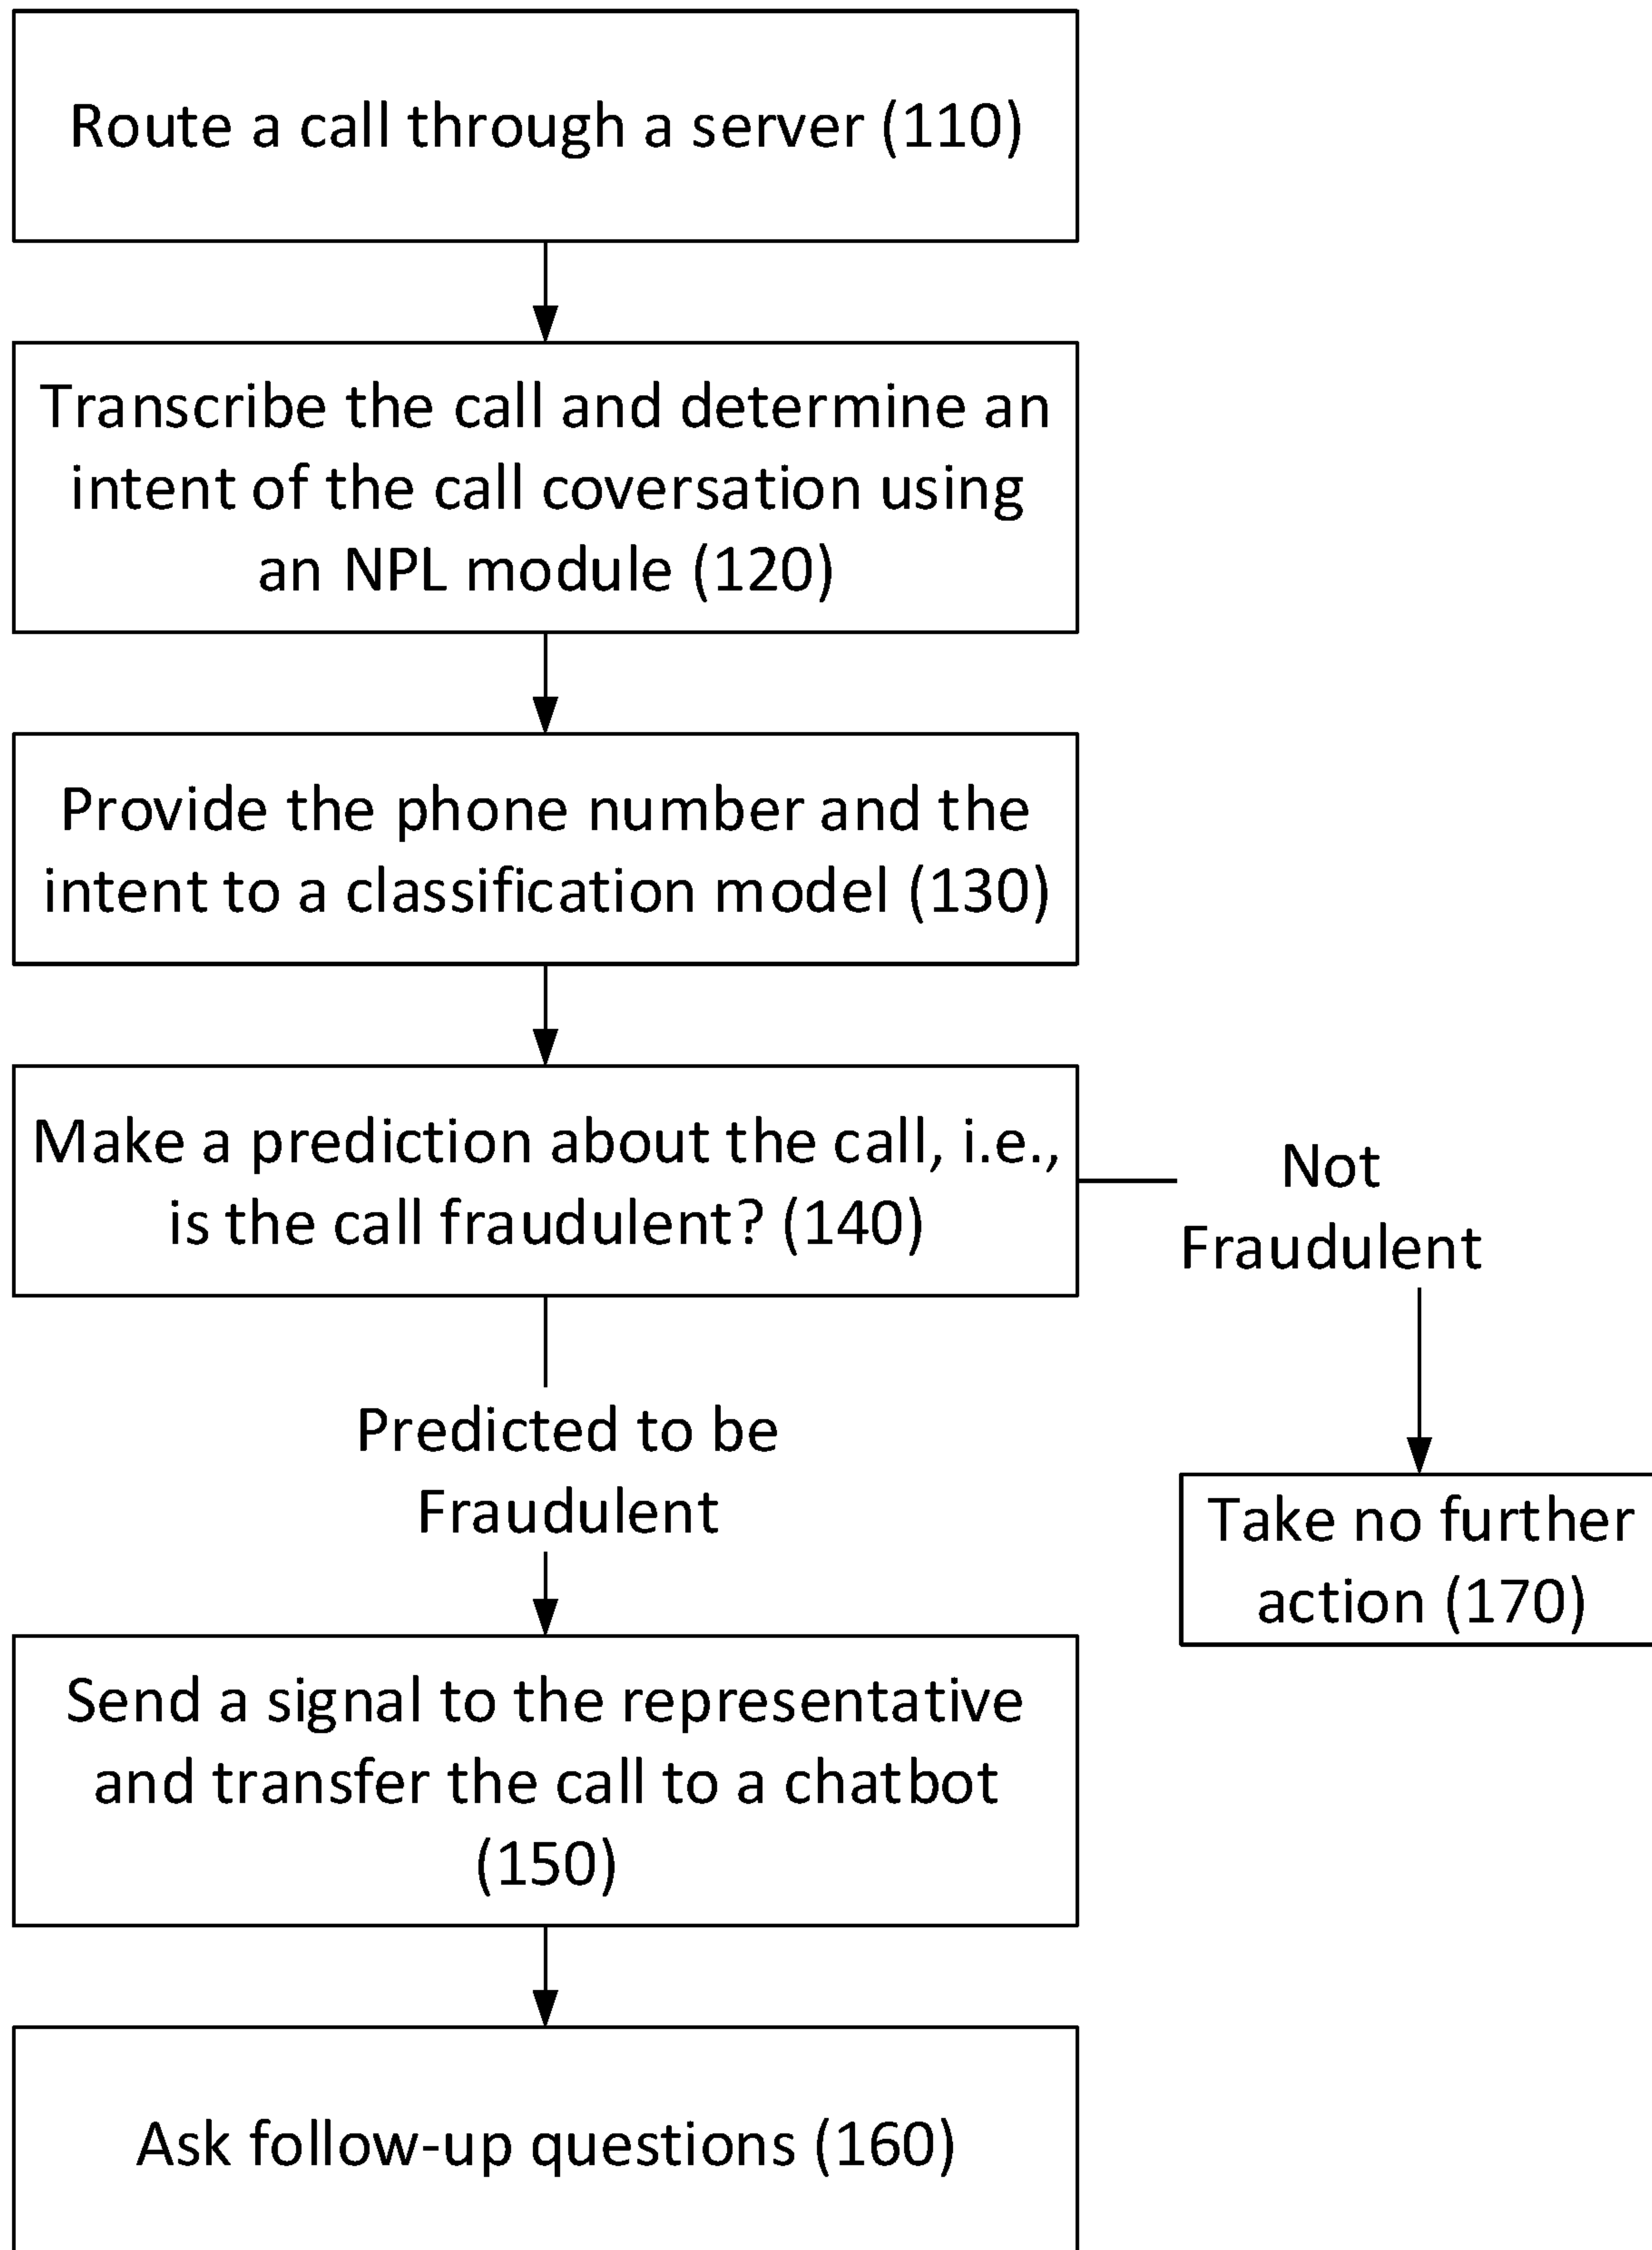 Route a call through a server (110)
Transcribe the call and determine an
intent of the call coversation using
an NPL module (120)
Provide the phone number and the
intent to a classification model (130)
Make a prediction about the call, i.e.,
is the call fraudulent? (140)
Not
Fraudulent
Predicted to be
Fraudulent
Take no further
action (170)
Send a signal to the representative
and transfer the call to a chatbot
(150)
Ask follow-up questions (160)